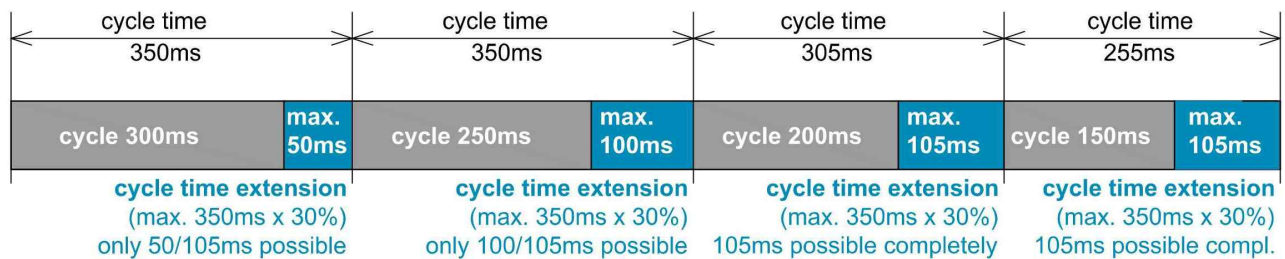 cycle time
350ms
cycle time
350ms
cycle time
305ms
cycle time
255ms
cycle 300ms
max.
50ms
cycle 250ms
max.
100ms
cycle 200ms
max.
105ms
cycle 150ms
max.
105ms
cycle time extension
(max. 350ms x 30%)
only 50/105ms possible
cycle time extension
(max. 350ms x 30%)
only 100/105ms possible
cycle time extension
(max. 350ms x 30%)
105ms possible completely
cycle time extension
(max. 350ms x 30%)
105ms possible compl.